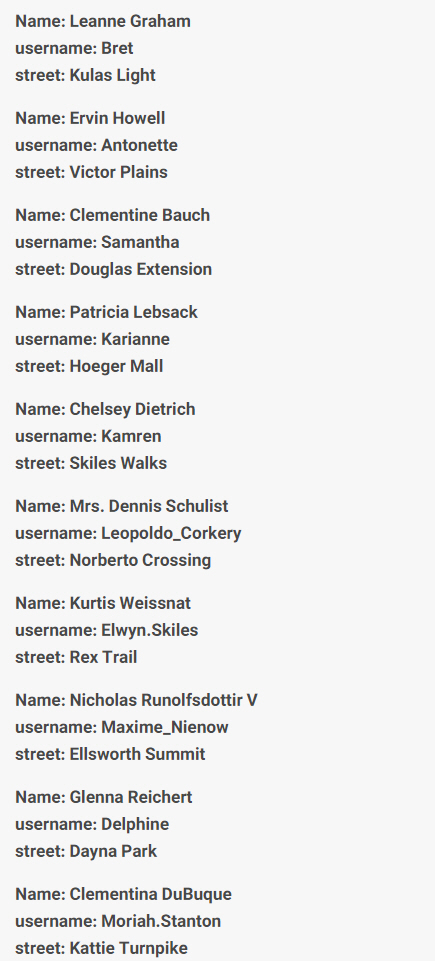 Name: Leanne Graham
username: Bret
street: Kulas Light
Name: Ervin Howell
username: Antonette
street: Victor Plains
Name: Clementine Bauch
username: Samantha
street: Douglas Extension
Name: Patricia Lebsack
username: Karianne
street: Hoeger Mall
Name: Chelsey Dietrich
username: Kamren
street: Skiles Walks
Name: Mrs. Dennis Schulist
username: Leopoldo_Corkery
street: Norberto Crossing
Name: Kurtis Weissnat
username: Elwyn.Skiles
street: Rex Trail
Name: Nicholas Runolfsdottir V
username: Maxime_Nienow
street: Ellsworth Summit
Name: Glenna Reichert
username: Delphine
street: Dayna Park
Name: Clementina DuBuque
username: Moriah.Stanton
street: Kattie Turnpike